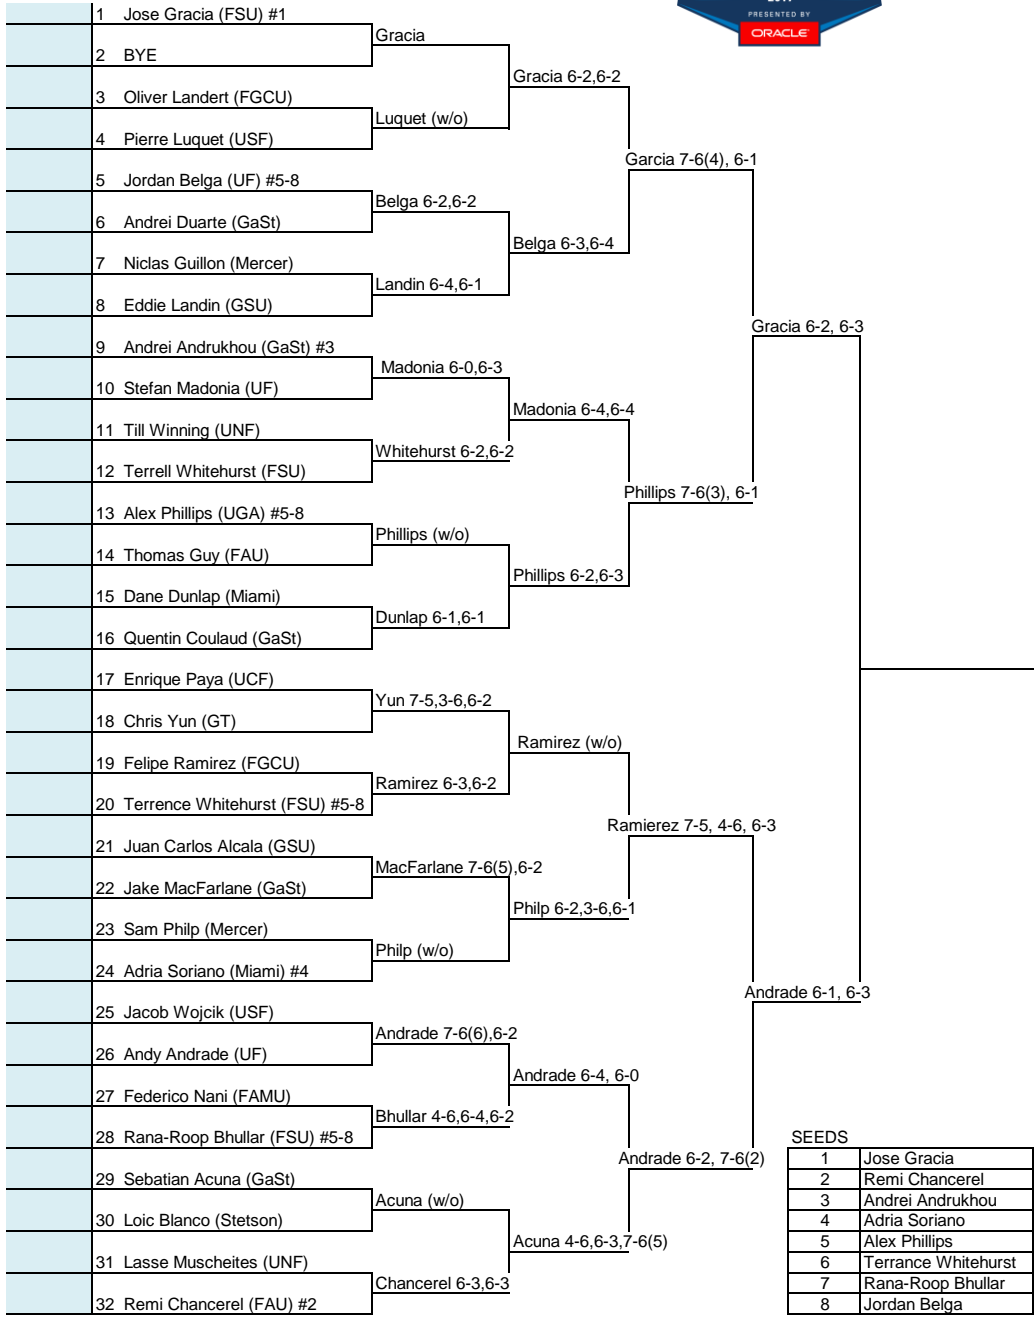 PRESENTED BY
ORACLE
1 Jose Gracia (FSU) #1
Gracia
2 BYE
Gracia 6-2,6-2
3 Oliver Landert (FGCU)
Luquet (w/o)
4 Pierre Luquet (USF)
Garcia 7-6(4), 6-1
5 Jordan Belga (UF) #5-8
Belga 6-2,6-2
6 Andrei Duarte (GaSt)
Belga 6-3,6-4
7 Niclas Guillon (Mercer)
Landin 6-4,6-1
8 Eddie Landin (GSU)
Gracia 6-2, 6-3
9 Andrei Andrukhou (GaSt) #3
Madonia 6-0,6-3
10 Stefan Madonia (UF)
Madonia 6-4,6-4
11 Till Winning (UNF)
Whitehurst 6-2,6-2
12 Terrell Whitehurst (FSU)
Phillips 7-6(3), 6-1
13 Alex Phillips (UGA) #5-8
Phillips (w/o)
14 Thomas Guy (FAU)
Phillips 6-2,6-3
15 Dane Dunlap (Miami)
Dunlap 6-1,6-1
16 Quentin Coulaud (GaSt)
17 Enrique Paya (UCF)
Yun 7-5,3-6,6-2
18 Chris Yun (GT)
Ramirez (w/o)
19 Felipe Ramirez (FGCU)
Ramirez 6-3,6-2
20 Terrence Whitehurst (FSU) #5-8
Ramierez 7-5, 4-6, 6-3
21 Juan Carlos Alcala (GSU)
MacFarlane 7-6(5),6-2
22 Jake MacFarlane (GaSt)
Philp 6-2,3-6,6-1
23 Sam Philp (Mercer)
Philp (w/o)
24 Adria Soriano (Miami) #4
Andrade 6-1, 6-3
25 Jacob Wojcik (USF)
Andrade 7-6(6),6-2
26 Andy Andrade (UF)
Andrade 6-4, 6-0
27 Federico Nani (FAMU)
Bhullar 4-6,6-4,6-2
28 Rana-Roop Bhullar (FSU) #5-8
Andrade 6-2, 7-6(2)
29 Sebatian Acuna (GaSt)
Acuna (w/o)
30 Loic Blanco (Stetson)
Acuna 4-6,6-3,7-6(5)
31 Lasse Muscheites (UNF)
Chancerel 6-3,6-3
32 Remi Chancerel (FAU) #2
SEEDS
1 Jose Gracia
2 Remi Chancerel
3 Andrei Andrukhou
4 Adria Soriano
5 Alex Phillips
6 Terrance Whitehurst
7 Rana-Roop Bhullar
8 Jordan Belga